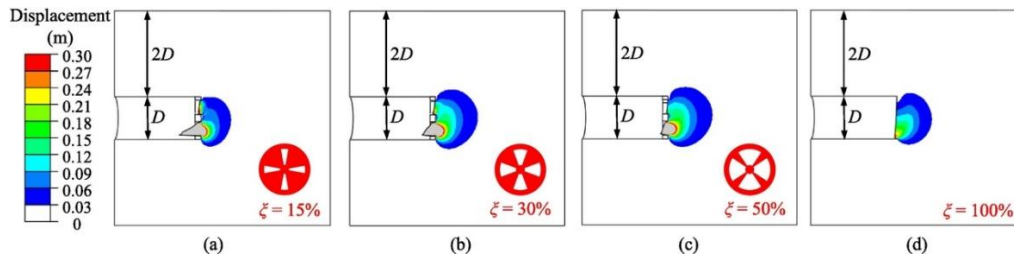 Displacement
(m)
0.30
0.27
0.24
0.21
0.18
0.15
0.12
0.09
0.06
0.03
0
2D
D
ξ = 15%
(a)
2D
D
ξ = 30%
(b)
2D
D
ξ = 50%
(c)
2D
D
ξ = 100%
(d)